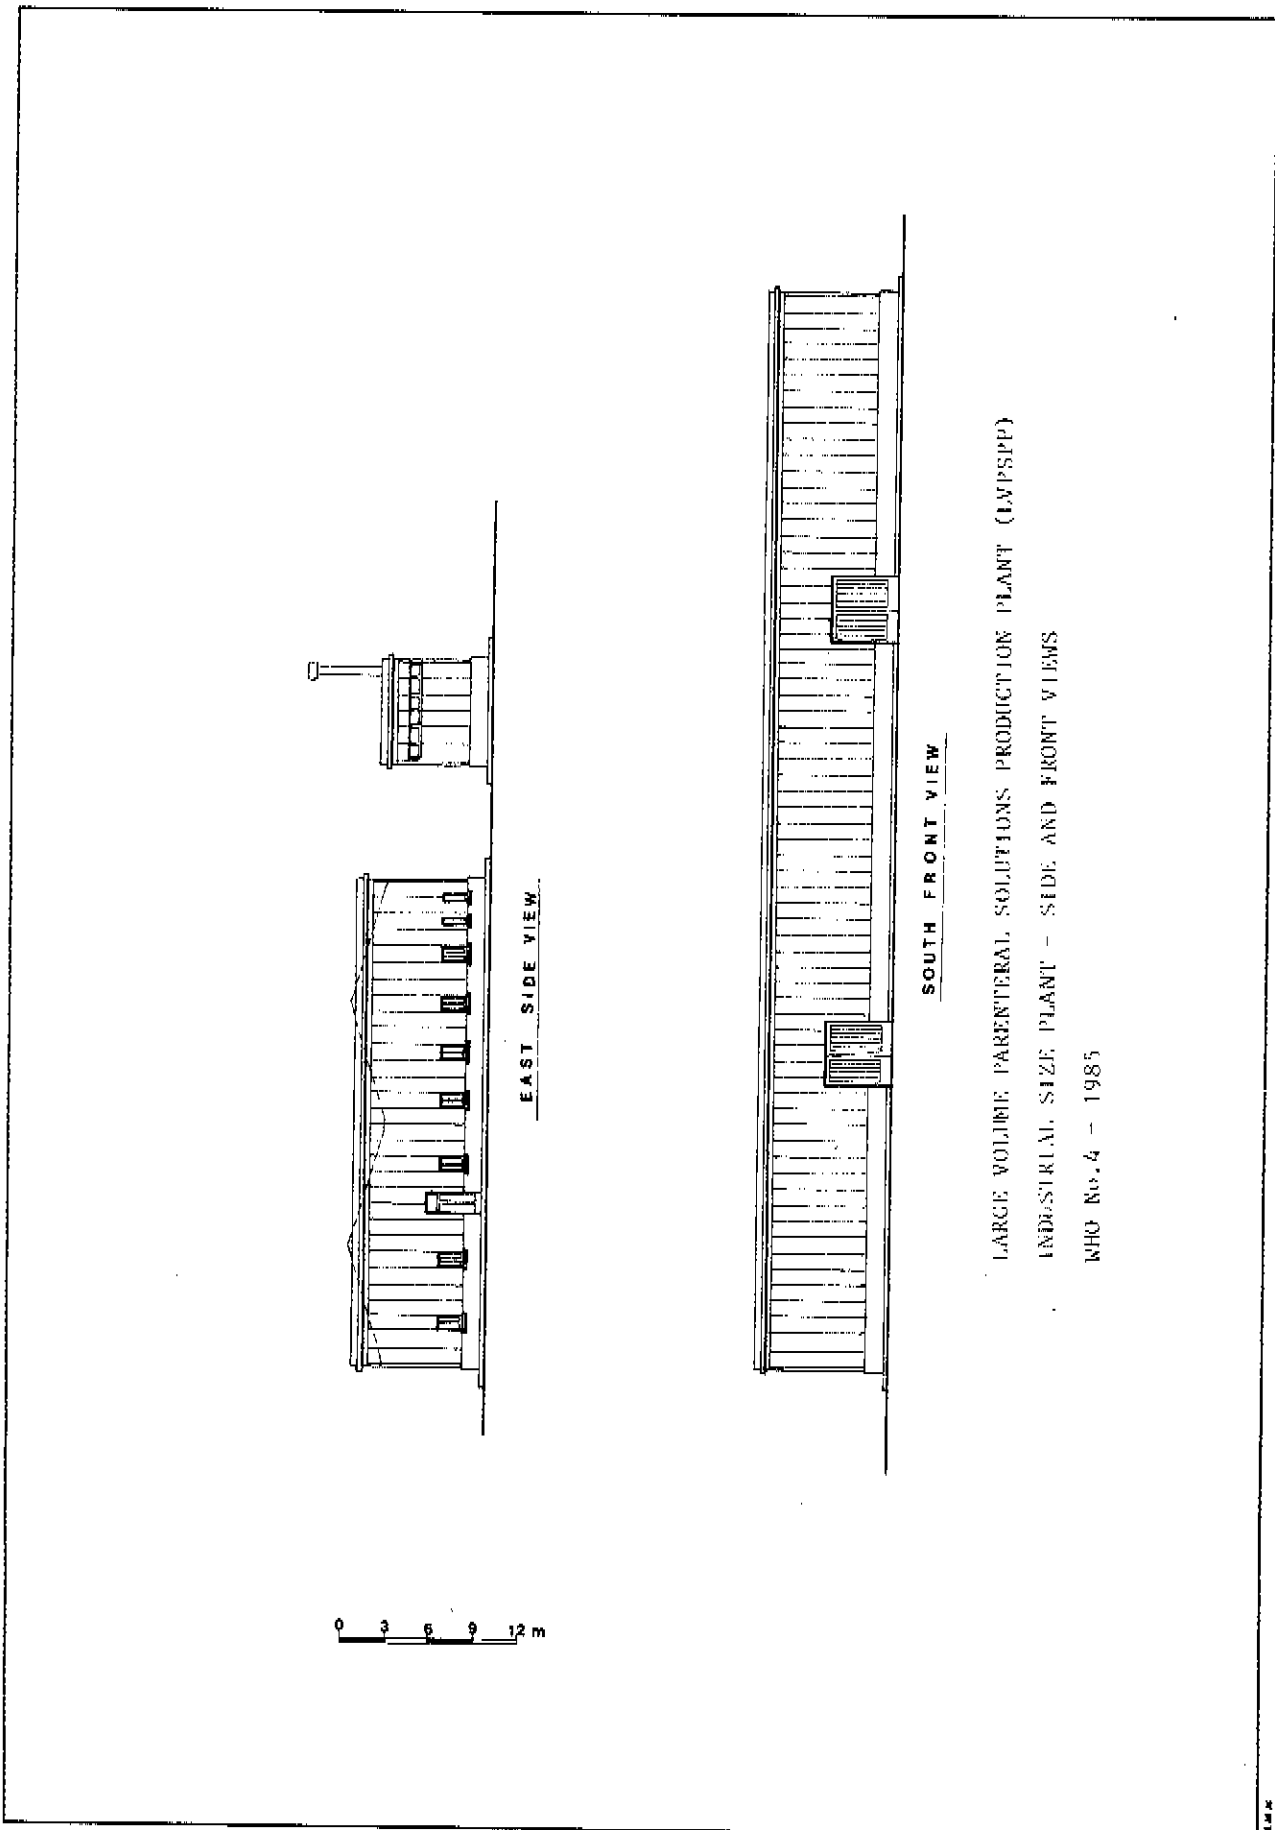 EAST SIDE VIEW
SOUTH FRONT VIEW
LARGE VOLUME PARENTERAL SOLUTIONS PRODUCTION PLANT (LVPSPP)
INDUSTRIAL SIZE PLANT - SIDE AND FRONT VIEWS
WHO No.4 - 1985
0 3 6 9 12 m